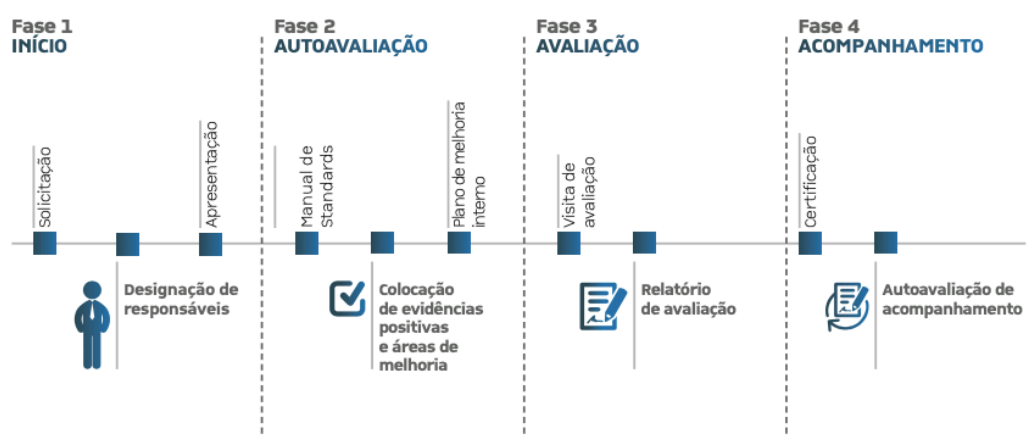 Fase 1
INÍCIO
Fase 2
AUTOAVALIAÇÃO
Fase 3
AVALIAÇÃO
Fase 4
ACOMPANHAMENTO
Solicitação
Apresentação
Manual de
Standards
Plano de melhoria
interno
Visita de
avaliação
Certificação
Designação de
responsáveis
Colocação
de evidências
positivas
e áreas de
melhoria
Relatório
de avaliação
Autoavaliação de
acompanhamento